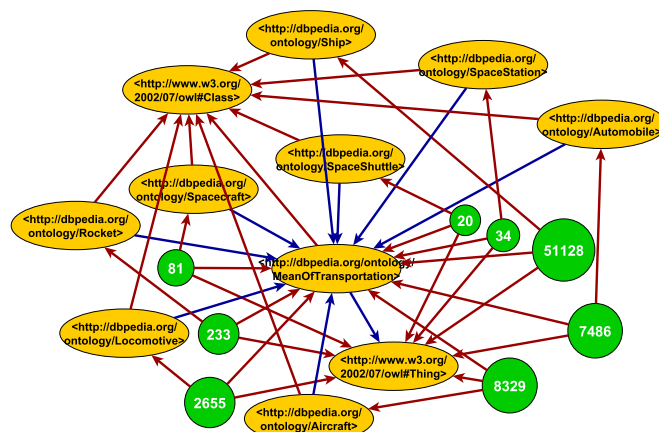 <http://dbpedia.org/
ontology/Ship>
<http://dbpedia.org/
ontology/SpaceStation>
<http://www.w3.org/
2002/07/owl#Class>
<http://dbpedia.org/
ontology/Automobile>
<http://dbpedia.org/
ontology/SpaceShuttle>
<http://dbpedia.org/
ontology/Spacecraft>
<http://dbpedia.org/
ontology/Rocket>
20
34
51128
81
<http://dbpedia.org/ontology/
MeanOfTransportation>
233
7486
<http://dbpedia.org/
ontology/Locomotive>
<http://www.w3.org/
2002/07/owl#Thing>
8329
2655
<http://dbpedia.org/
ontology/Aircraft>